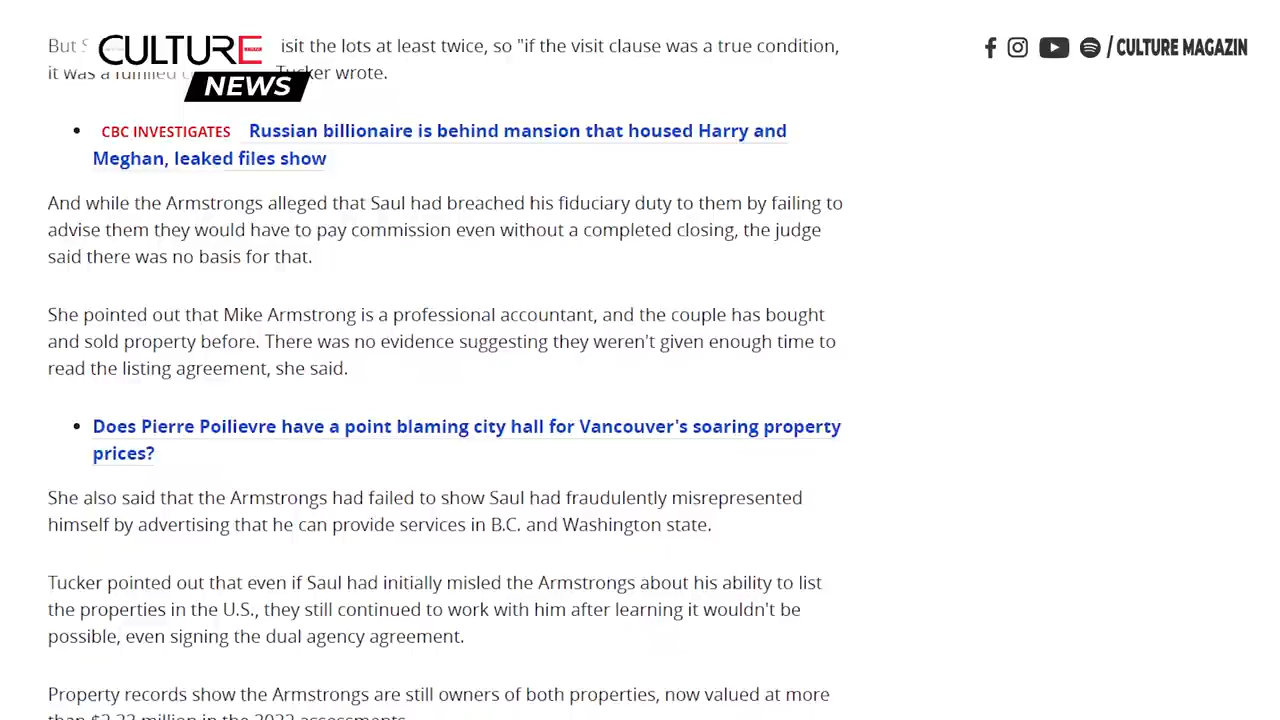 But S
CULTURE
NEWS
isit the lots at least twice, so "if the visit clause was a true condition,
it was a fulfilled c Tucker wrote.
/ CULTURE MAGAZIN
• CBC INVESTIGATES Russian billionaire is behind mansion that housed Harry and
Meghan, leaked files show
And while the Armstrongs alleged that Saul had breached his fiduciary duty to them by failing to
advise them they would have to pay commission even without a completed closing, the judge
said there was no basis for that.
She pointed out that Mike Armstrong is a professional accountant, and the couple has bought
and sold property before. There was no evidence suggesting they weren't given enough time to
read the listing agreement, she said.
• Does Pierre Poilievre have a point blaming city hall for Vancouver's soaring property
prices?
She also said that the Armstrongs had failed to show Saul had fraudulently misrepresented
himself by advertising that he can provide services in B.C. and Washington state.
Tucker pointed out that even if Saul had initially misled the Armstrongs about his ability to list
the properties in the U.S., they still continued to work with him after learning it wouldn't be
possible, even signing the dual agency agreement.
Property records show the Armstrongs are still owners of both properties, now valued at more
than $2.23 million in the 2022 assessments.